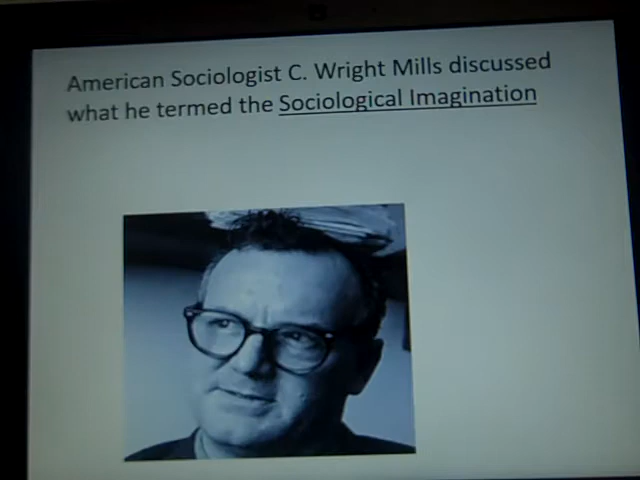 American Sociologist C. Wright Mills discussed
what he termed the Sociological Imagination